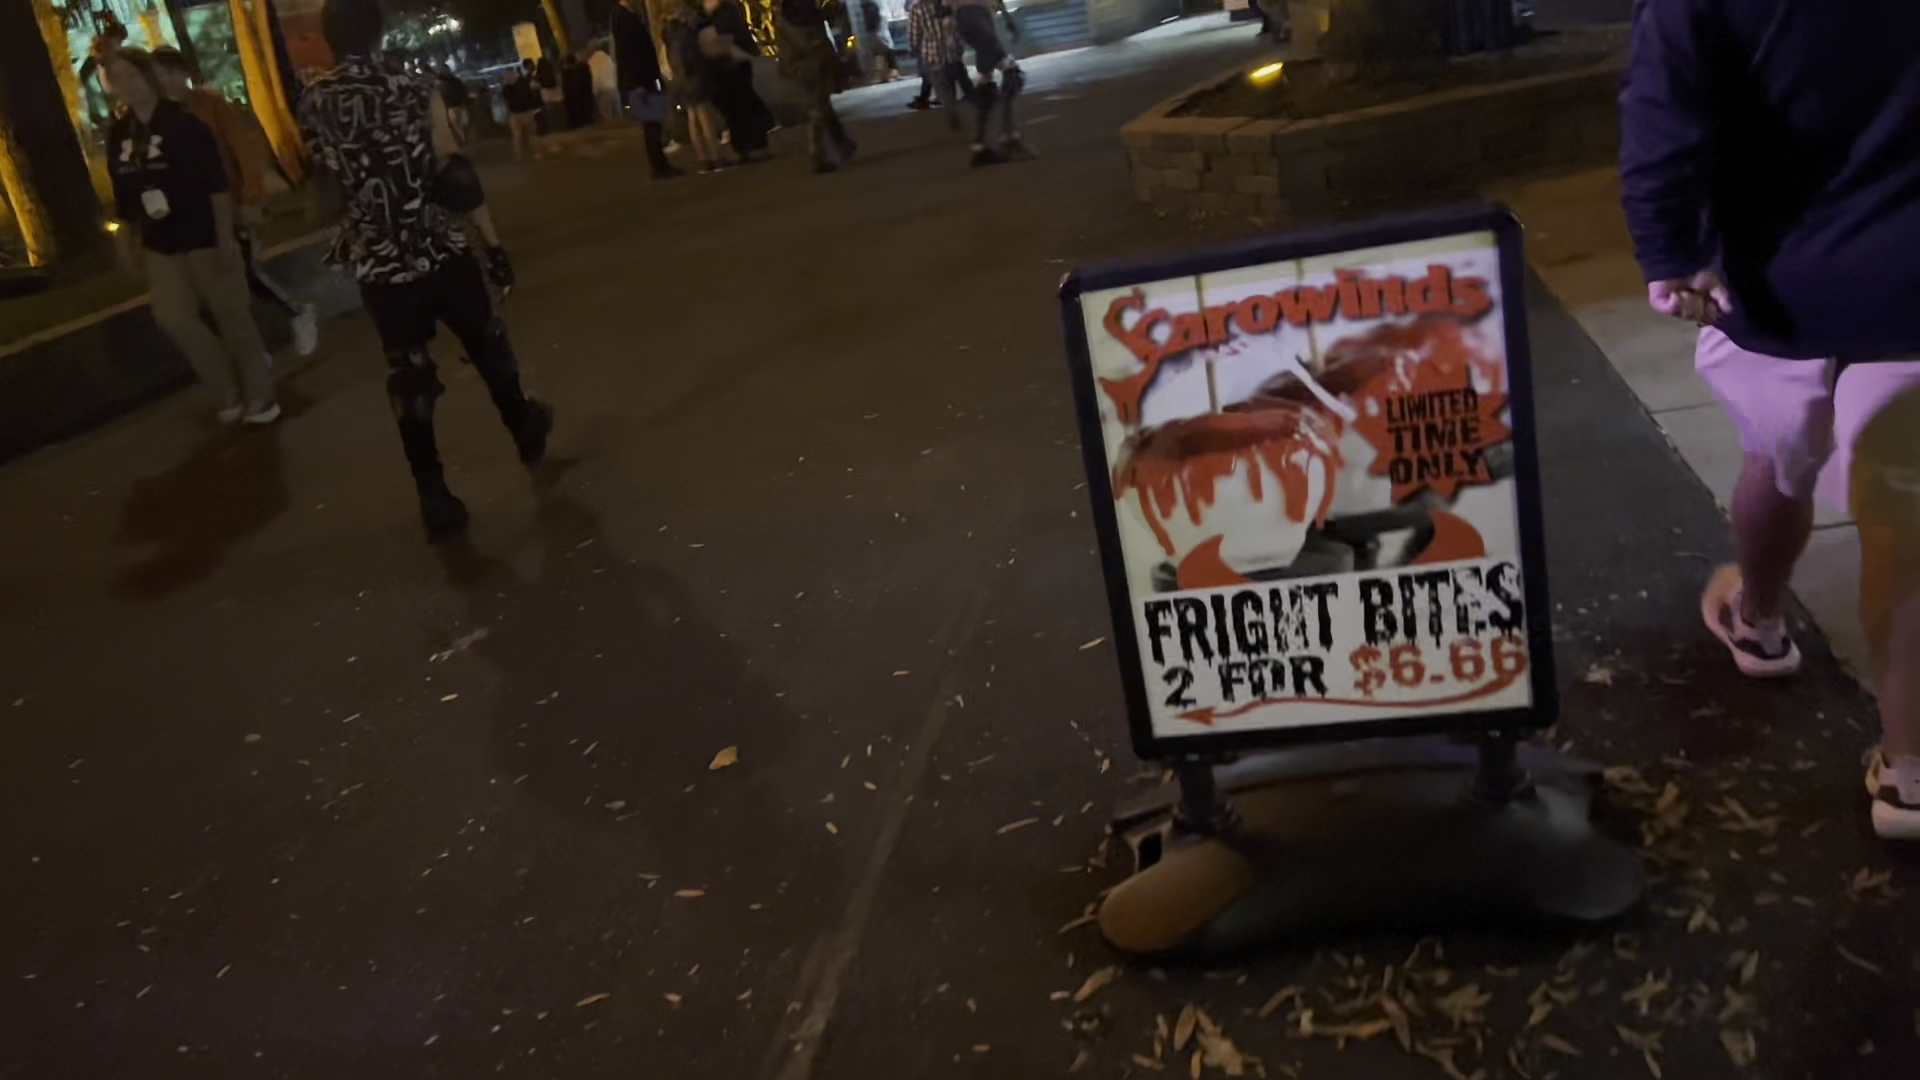 Scarowinds
LIMITED
TIME
ONLY
FRIGHT BITES
2 FOR $6.66